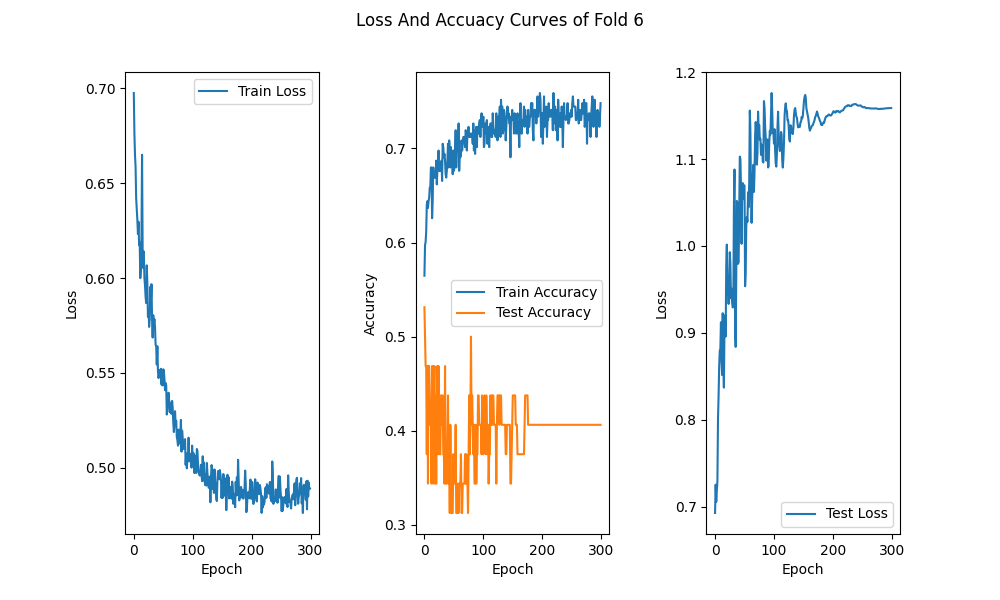 Loss And Accuacy Curves of Fold 6
Train Loss
0.70
0.65
0.60
0.55
0.50
Loss
0
100
200
300
Epoch
Train Accuracy
Test Accuracy
0.7
0.6
0.5
0.4
0.3
Accuracy
0
100
200
300
Epoch
1.2
1.1
1.0
0.9
0.8
0.7
Loss
Test Loss
0
100
200
300
Epoch